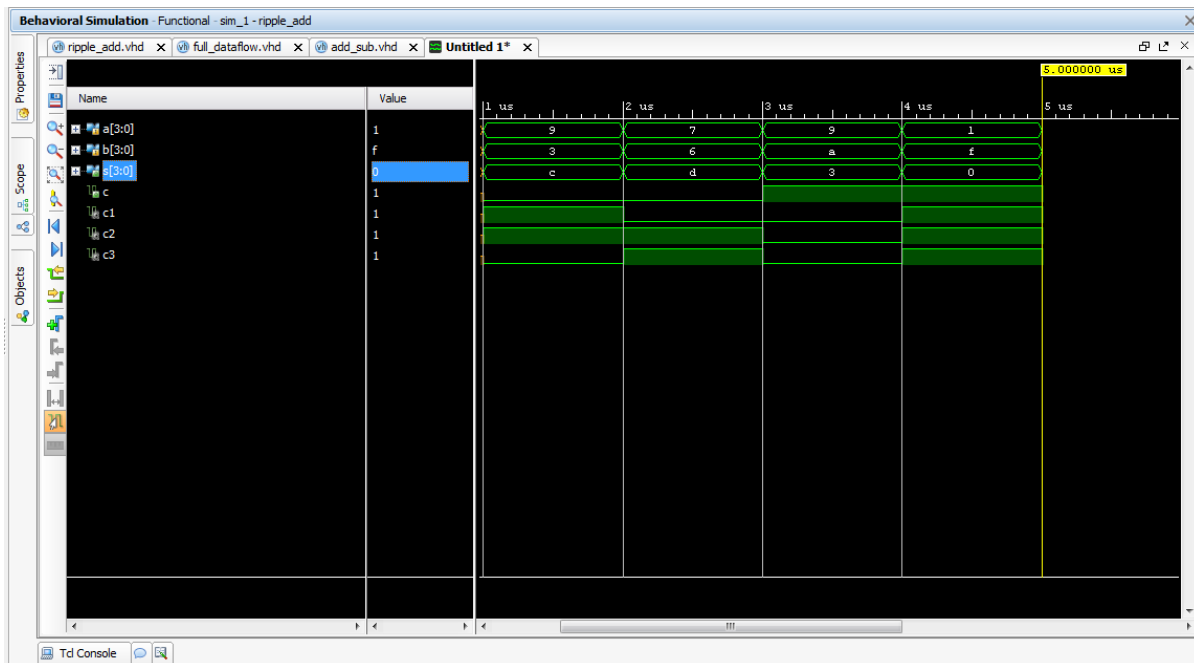 Behavioral Simulation - Functional - sim_1 - ripple_add
ripple_add.vhd x full_dataflow.vhd x add_sub.vhd x Untitled 1* x
Properties
Scope
Objects
5.000000 us
Name Value
1 us 2 us 3 us 4 us 5 us
a[3:0] 1 9 7 9 1
b[3:0] f 3 6 a f
s[3:0] 0 c d 3 0
c 1
c1 1
c2 1
c3 1
Tcl Console